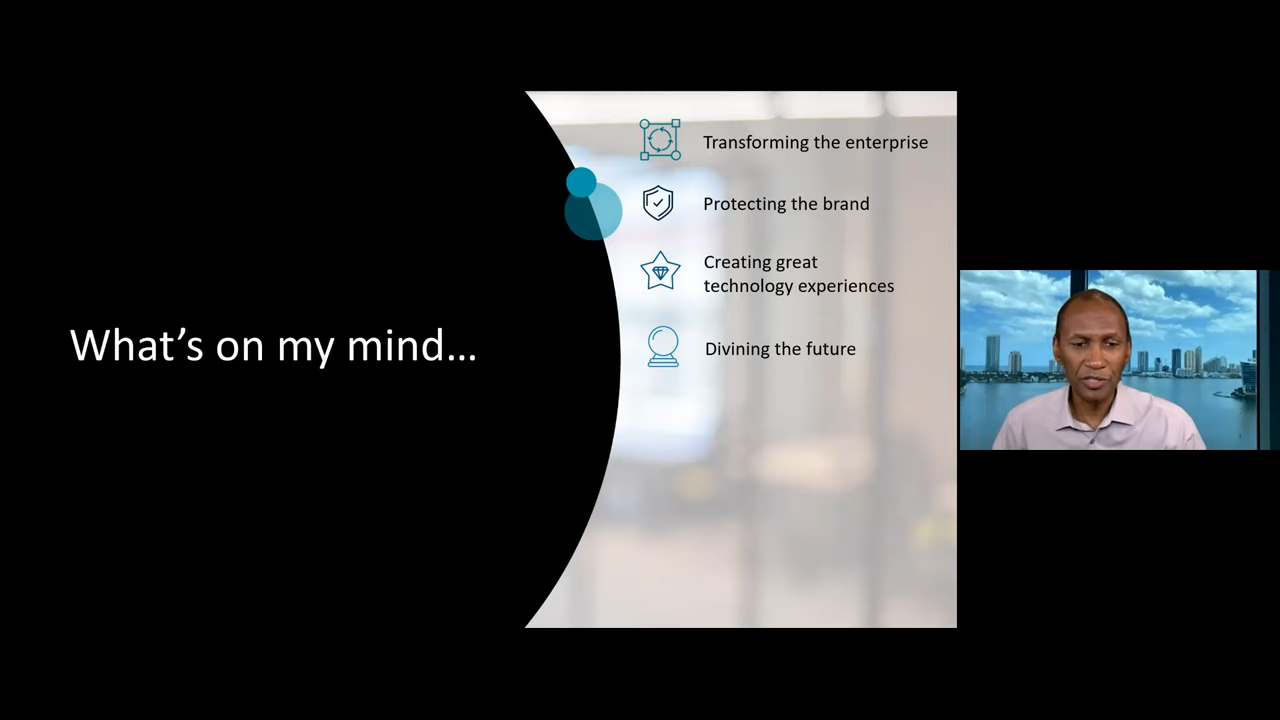 What’s on my mind…
Transforming the enterprise
Protecting the brand
Creating great
technology experiences
Divining the future